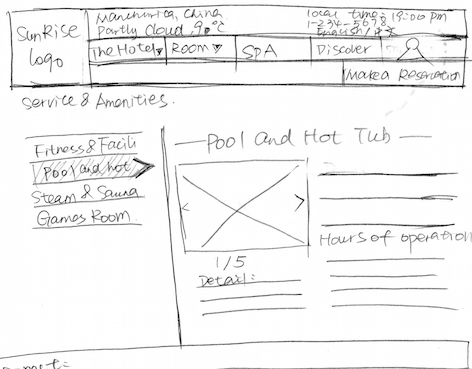 SunRise
Logo
Manchuria, China
Partly Cloud, 90°C
local time: 19:00 pm
1-234-5678
English/中文
The Hotel▼
Room▼
SPA
Discover
Make a Reservation
Service & Amenities.
Fitness & Facili
Pool and hot
Steam & Sauna
Games Room.
Pool and Hot Tub
< >
1/5
Detail:
Hours of operation